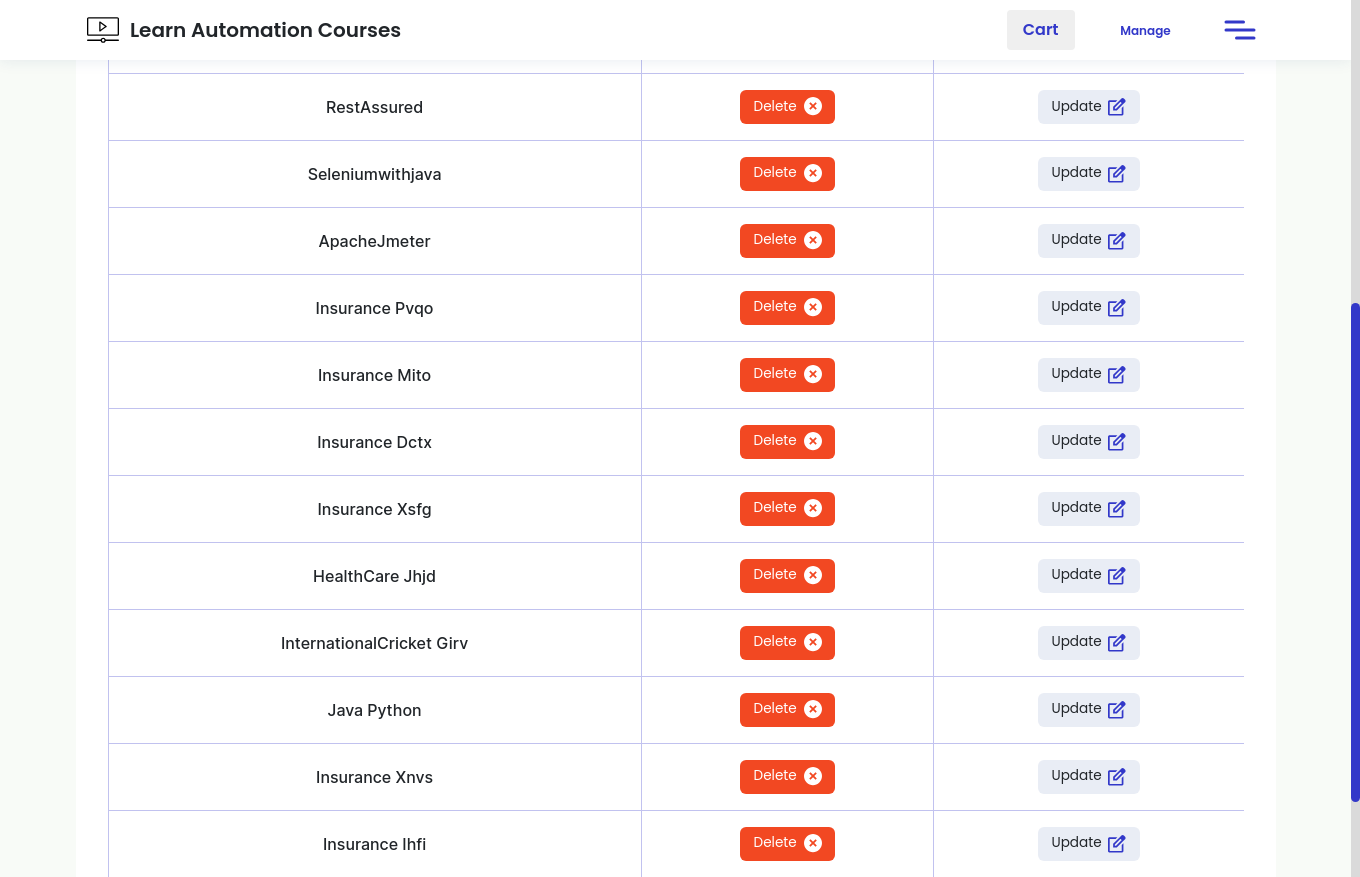 Learn Automation Courses Cart Manage
RestAssured Delete Update
Seleniumwithjava Delete Update
ApacheJmeter Delete Update
Insurance Pvqo Delete Update
Insurance Mito Delete Update
Insurance Dctx Delete Update
Insurance Xsfg Delete Update
HealthCare Jhjd Delete Update
InternationalCricket Girv Delete Update
Java Python Delete Update
Insurance Xnvs Delete Update
Insurance Ihfi Delete Update